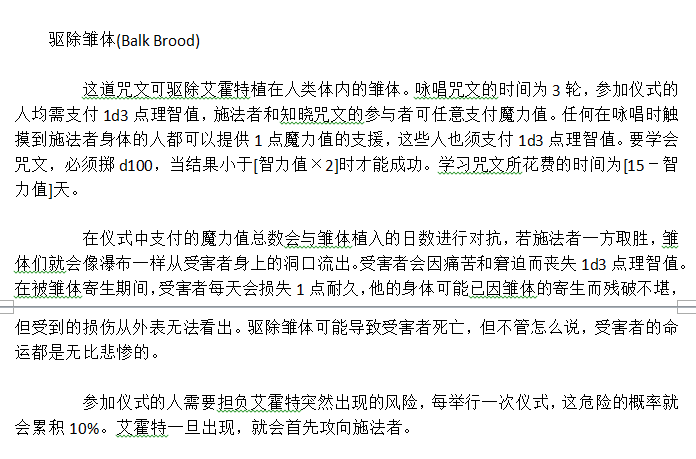 驱除雏体(Balk Brood)
这道咒文可驱除艾霍特植在人类体内的雏体。咏唱咒文的时间为 3 轮，参加仪式的
人均需支付 1d3 点理智值，施法者和知晓咒文的参与者可任意支付魔力值。任何在咏唱时触
摸到施法者身体的人都可以提供 1 点魔力值的支援，这些人也须支付 1d3 点理智值。要学会
咒文，必须掷 d100，当结果小于[智力值×2]时才能成功。学习咒文所花费的时间为[15－智
力值]天。
在仪式中支付的魔力值总数会与雏体植入的日数进行对抗，若施法者一方取胜，雏
体们就会像瀑布一样从受害者身上的洞口流出。受害者会因痛苦和窘迫而丧失 1d3 点理智值。
在被雏体寄生期间，受害者每天会损失 1 点耐久，他的身体可能已因雏体的寄生而残破不堪，
但受到的损伤从外表无法看出。驱除雏体可能导致受害者死亡，但不管怎么说，受害者的命
运都是无比悲惨的。
参加仪式的人需要担负艾霍特突然出现的风险，每举行一次仪式，这危险的概率就
会累积 10%。艾霍特一旦出现，就会首先攻向施法者。